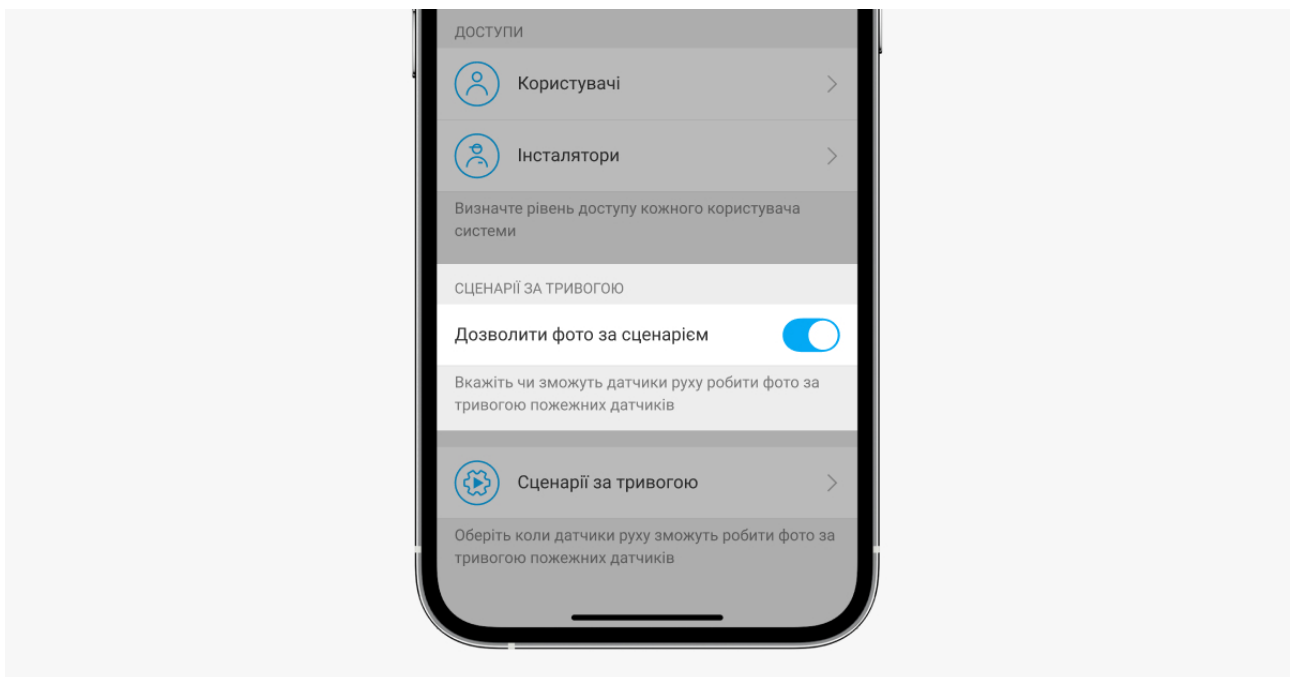 ДОСТУПИ
Користувачі
Інсталятори
Визначте рівень доступу кожного користувача
системи
СЦЕНАРІЇ ЗА ТРИВОГОЮ
Дозволити фото за сценарієм
Вкажіть чи зможуть датчики руху робити фото за
тривогою пожежних датчиків
Сценарії за тривогою
Оберіть коли датчики руху зможуть робити фото за
тривогою пожежних датчиків